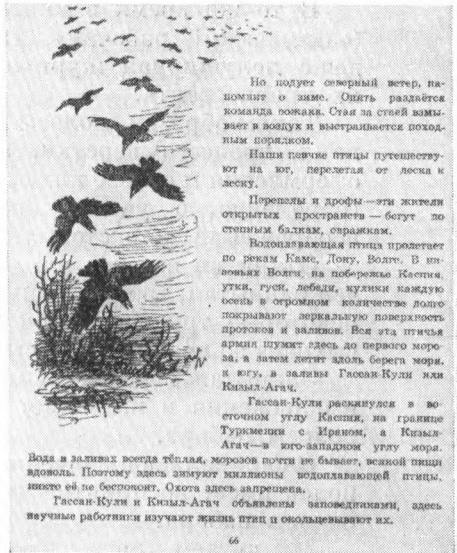 Но подует северный ветер, на-
помнит о зиме. Опять раздаётся
команда вожака. Стая за стаей взмы-
вает в воздух и выстраивается поход-
ным порядком.
Наши певчие птицы путешеству-
ют на юг, перелетая от леска к
леску.
Перепелы и дрофы—эти жители
открытых пространств — бегут по
степным балкам, овражкам.
Водоплавающая птица пролетает
по рекам Каме, Дону, Волге. В ни-
зовьях Волги, на побережье Каспия,
утки, гуси, лебеди, кулики каждую
осень в огромном количестве долго
покрывают зеркальную поверхность
протоков и заливов. Вся эта птичья
армия шумит здесь до первого моро-
за, а затем летит вдоль берега моря,
к югу, в заливы Гассан-Кули или
Кизыл-Агач.
Гассан-Кули раскинулся в во-
сточном углу Каспия, на границе
Туркмении с Ираном, а Кизыл-
Агач—в юго-западном углу моря.
Вода в заливах всегда тёплая, морозов почти не бывает, всякой пищи
вдоволь. Поэтому здесь зимуют миллионы водоплавающей птицы,
никто её не беспокоит. Охота здесь запрещена.
Гассан-Кули и Кизыл-Агач объявлены заповедниками, здесь
научные работники изучают жизнь птиц и окольцевывают их.
66